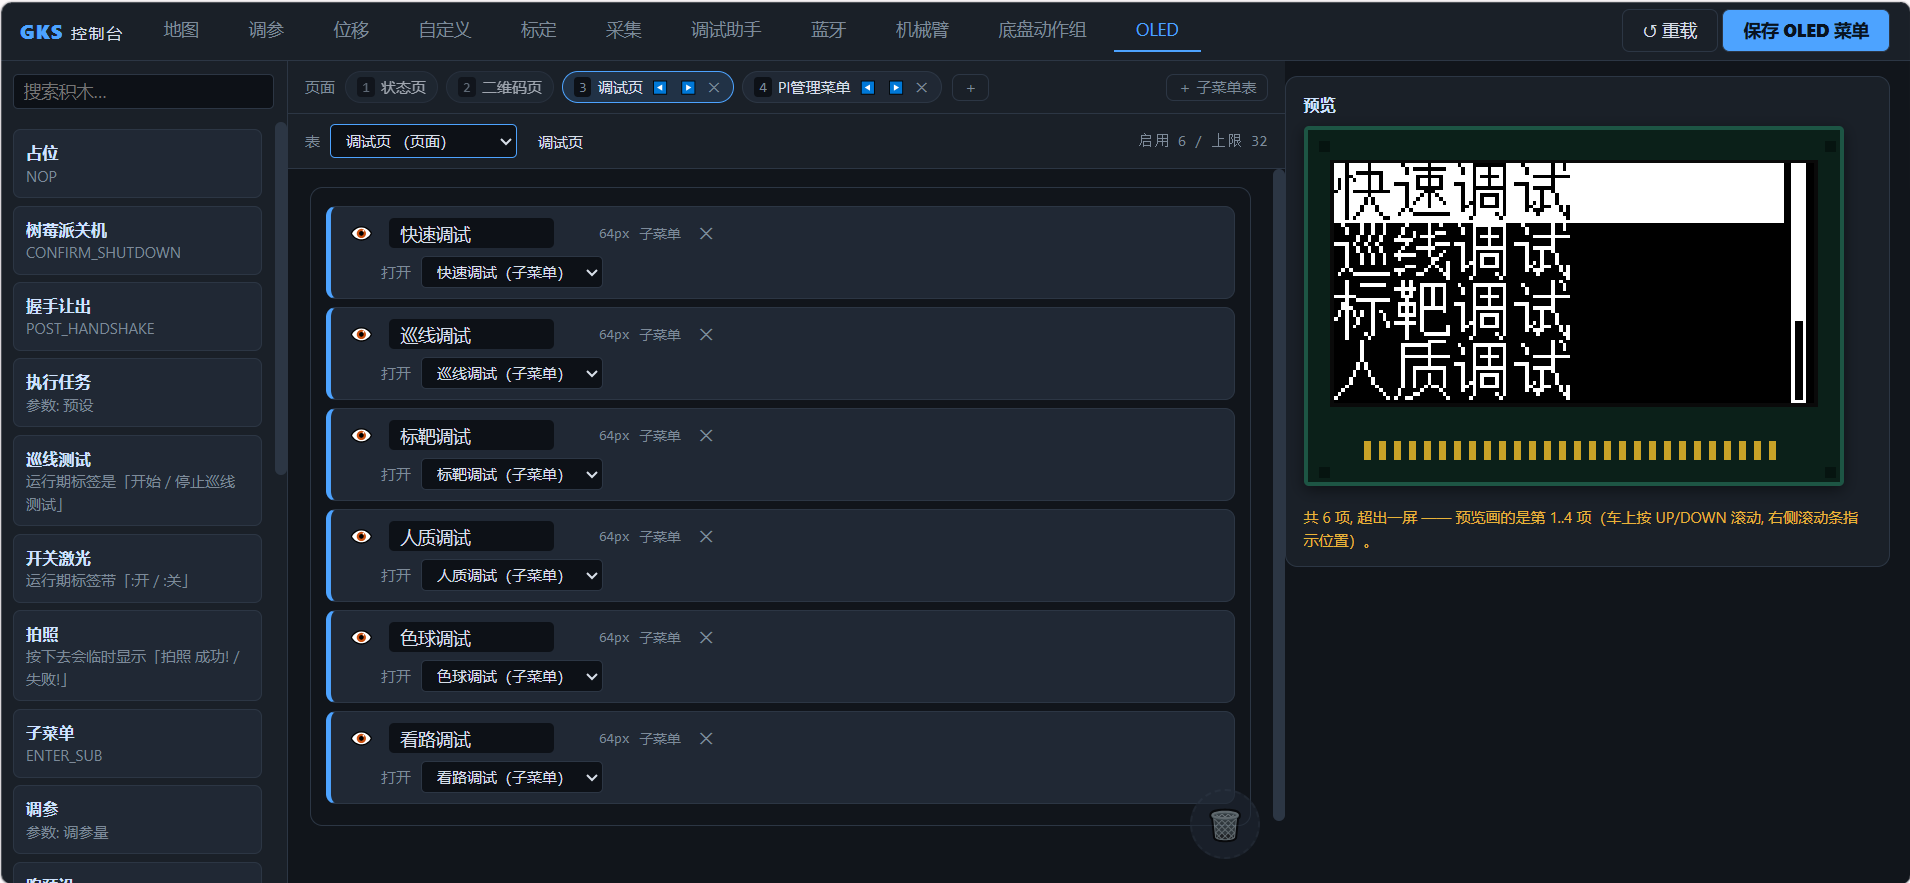 GKS 控制台
地图
调参
位移
自定义
标定
采集
调试助手
蓝牙
机械臂
底盘动作组
OLED
↺ 重载
保存 OLED 菜单
搜索积木...
占位
NOP
树莓派关机
CONFIRM_SHUTDOWN
握手让出
POST_HANDSHAKE
执行任务
参数: 预设
巡线测试
运行期标签是「开始 / 停止巡线
测试」
开关激光
运行期标签带「:开 / :关」
拍照
按下去会临时显示「拍照 成功! /
失败!」
子菜单
ENTER_SUB
调参
参数: 调参量
页面
1 状态页
2 二维码页
3 调试页 ◀ ▶ ×
4 PI管理菜单 ◀ ▶ ×
+
+ 子菜单表
表
调试页 (页面)
调试页
启用 6 / 上限 32
快速调试 64px 子菜单 ×
打开 快速调试 (子菜单)
巡线调试 64px 子菜单 ×
打开 巡线调试 (子菜单)
标靶调试 64px 子菜单 ×
打开 标靶调试 (子菜单)
人质调试 64px 子菜单 ×
打开 人质调试 (子菜单)
色球调试 64px 子菜单 ×
打开 色球调试 (子菜单)
看路调试 64px 子菜单 ×
打开 看路调试 (子菜单)
预览
快速调试
巡线调试
标靶调试
人质调试
共 6 项, 超出一屏 —— 预览画的是第 1..4 项（车上按 UP/DOWN 滚动, 右侧滚动条指
示位置）。